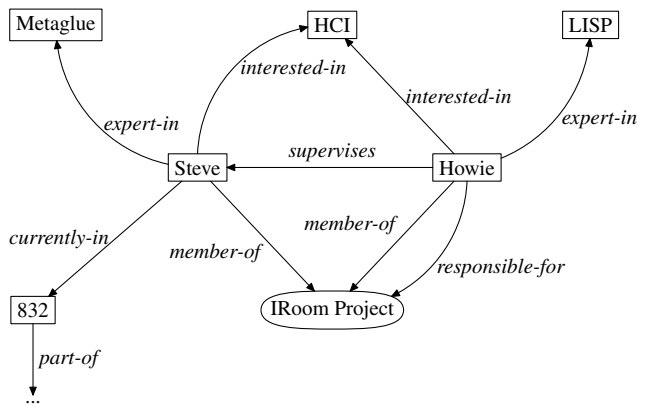 Metaglue
HCI
LISP
interested-in
interested-in
expert-in
expert-in
supervises
Steve
Howie
currently-in
member-of
member-of
responsible-for
832
IRoom Project
part-of
...